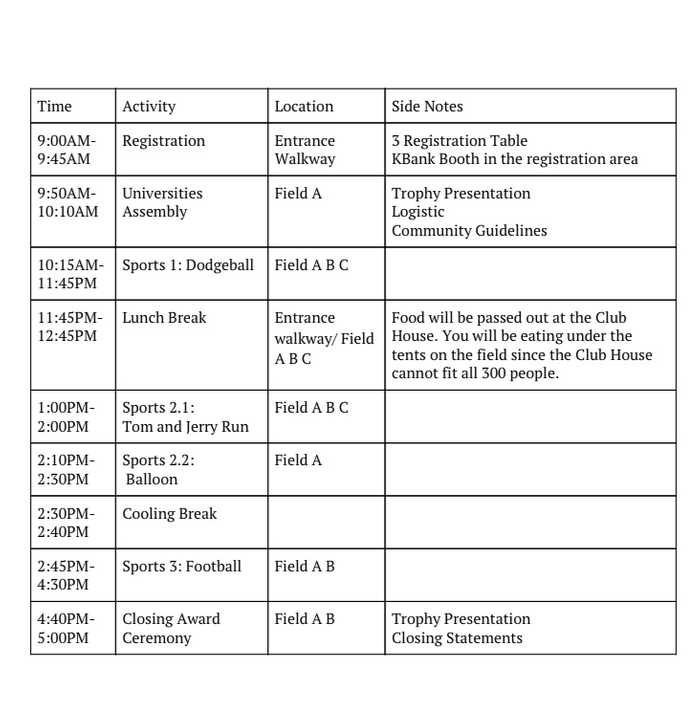 Time Activity Location Side Notes
9:00AM-
9:45AM
Registration
Entrance
Walkway
3 Registration Table
KBank Booth in the registration area
9:50AM-
10:10AM
Universities
Assembly
Field A
Trophy Presentation
Logistic
Community Guidelines
10:15AM-
11:45PM
Sports 1: Dodgeball
Field A B C
11:45PM-
12:45PM
Lunch Break
Entrance
walkway/ Field
A B C
Food will be passed out at the Club
House. You will be eating under the
tents on the field since the Club House
cannot fit all 300 people.
1:00PM-
2:00PM
Sports 2.1:
Tom and Jerry Run
Field A B C
2:10PM-
2:30PM
Sports 2.2:
Balloon
Field A
2:30PM-
2:40PM
Cooling Break
2:45PM-
4:30PM
Sports 3: Football
Field A B
4:40PM-
5:00PM
Closing Award
Ceremony
Field A B
Trophy Presentation
Closing Statements